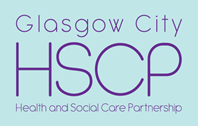 Glasgow City
HSCP
Health and Social Care Partnership